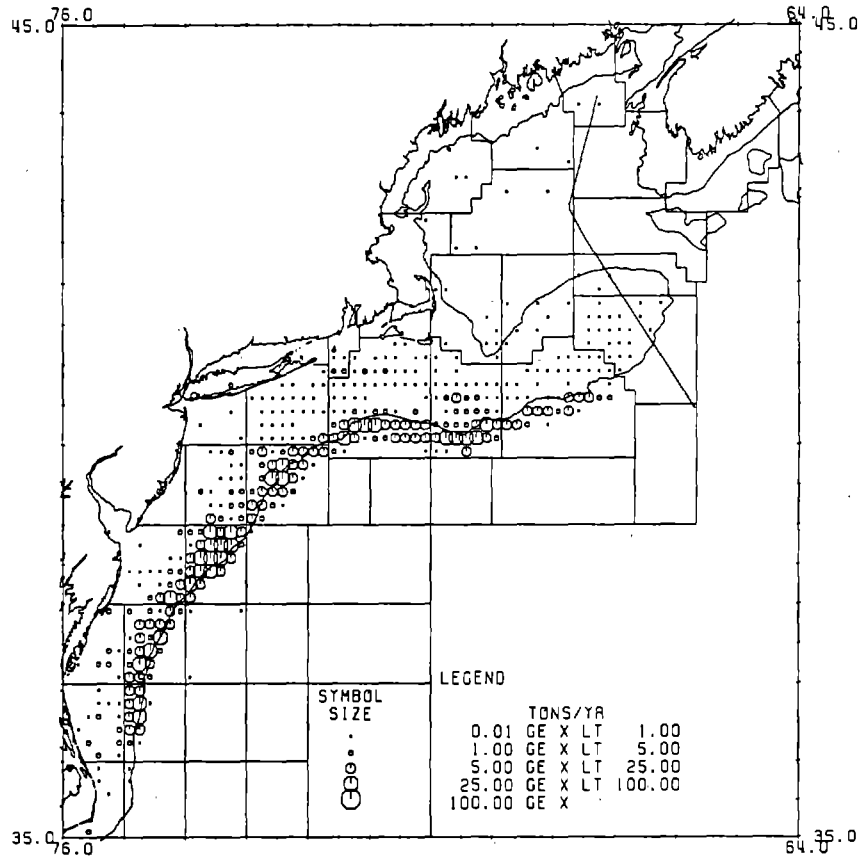 76.0 64.0
45.0 45.0
LEGEND
SYMBOL
SIZE
TONS/YR
0.01 GE X LT 1.00
1.00 GE X LT 5.00
5.00 GE X LT 25.00
25.00 GE X LT 100.00
100.00 GE X
35.0 35.0
76.0 64.0